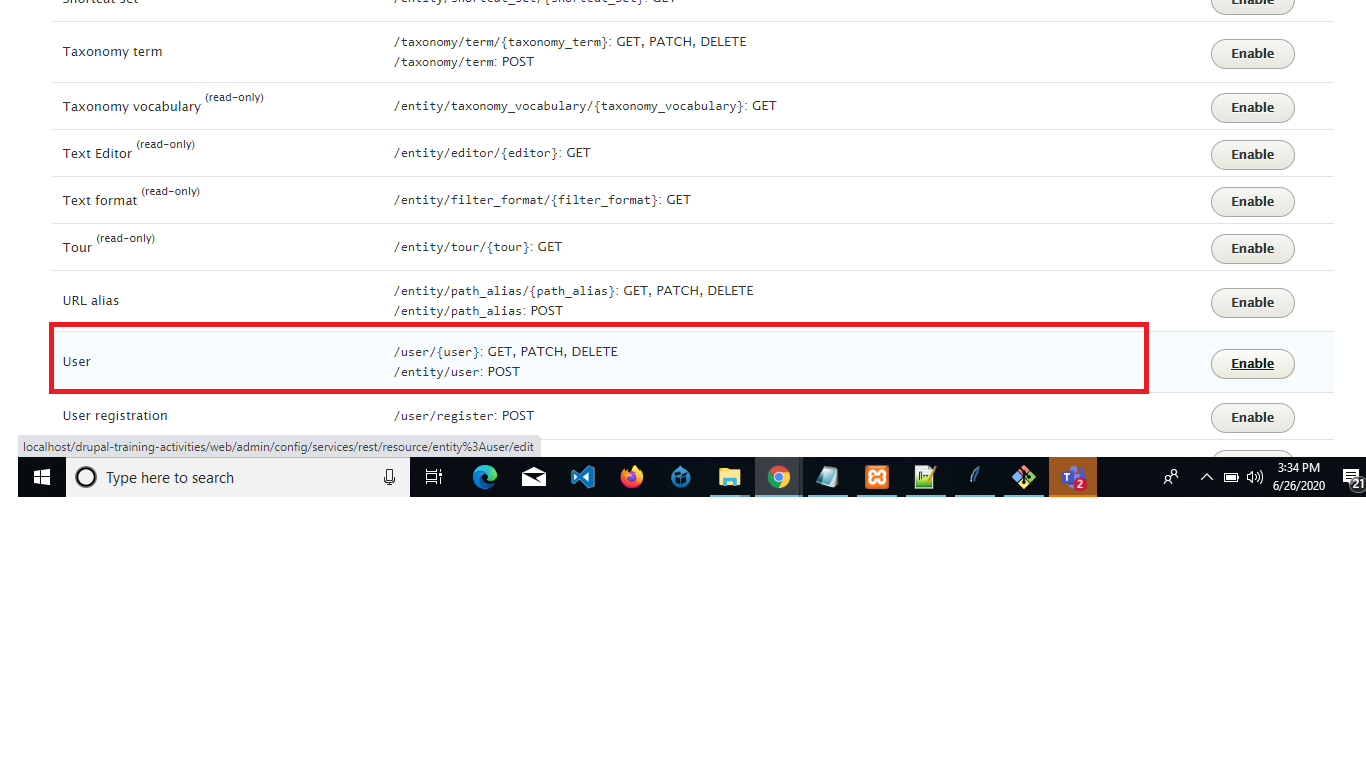 Shortcut set
/entity/shortcut_set/{shortcut_set}: GET
Enable
Taxonomy term
/taxonomy/term/{taxonomy_term}: GET, PATCH, DELETE
/taxonomy/term: POST
Enable
Taxonomy vocabulary (read-only)
/entity/taxonomy_vocabulary/{taxonomy_vocabulary}: GET
Enable
Text Editor (read-only)
/entity/editor/{editor}: GET
Enable
Text format (read-only)
/entity/filter_format/{filter_format}: GET
Enable
Tour (read-only)
/entity/tour/{tour}: GET
Enable
URL alias
/entity/path_alias/{path_alias}: GET, PATCH, DELETE
/entity/path_alias: POST
Enable
User
/user/{user}: GET, PATCH, DELETE
/entity/user: POST
Enable
User registration
/user/register: POST
Enable
localhost/drupal-training-activities/web/admin/config/services/rest/resource/entity%3Auser/edit
Type here to search
2
3:34 PM
6/26/2020
21